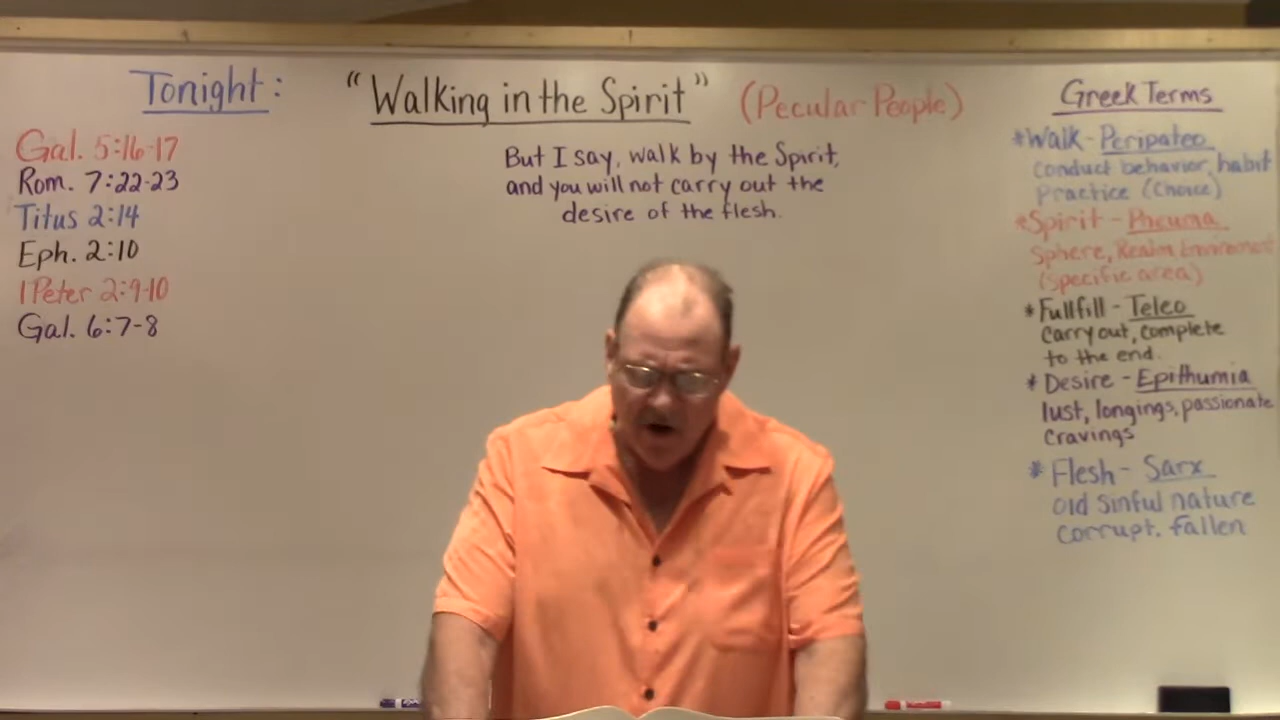 Tonight:
Gal. 5:16-17
Rom. 7:22-23
Titus 2:14
Eph. 2:10
1 Peter 2:9-10
Gal. 6:7-8
"Walking in the Spirit" (Pecular People)
But I say, walk by the Spirit,
and you will not carry out the
desire of the flesh.
Greek Terms
*Walk - Peripateo
conduct behavior, habit
Practice (Choice)
*Spirit - Pneuma
Sphere, Realm Environment
(Specific area)
*Fullfill - Teleo
Carry out, complete
to the end.
*Desire - Epithumia
lust, longings, passionate
Cravings
*Flesh - Sarx
Old Sinful nature
corrupt. fallen